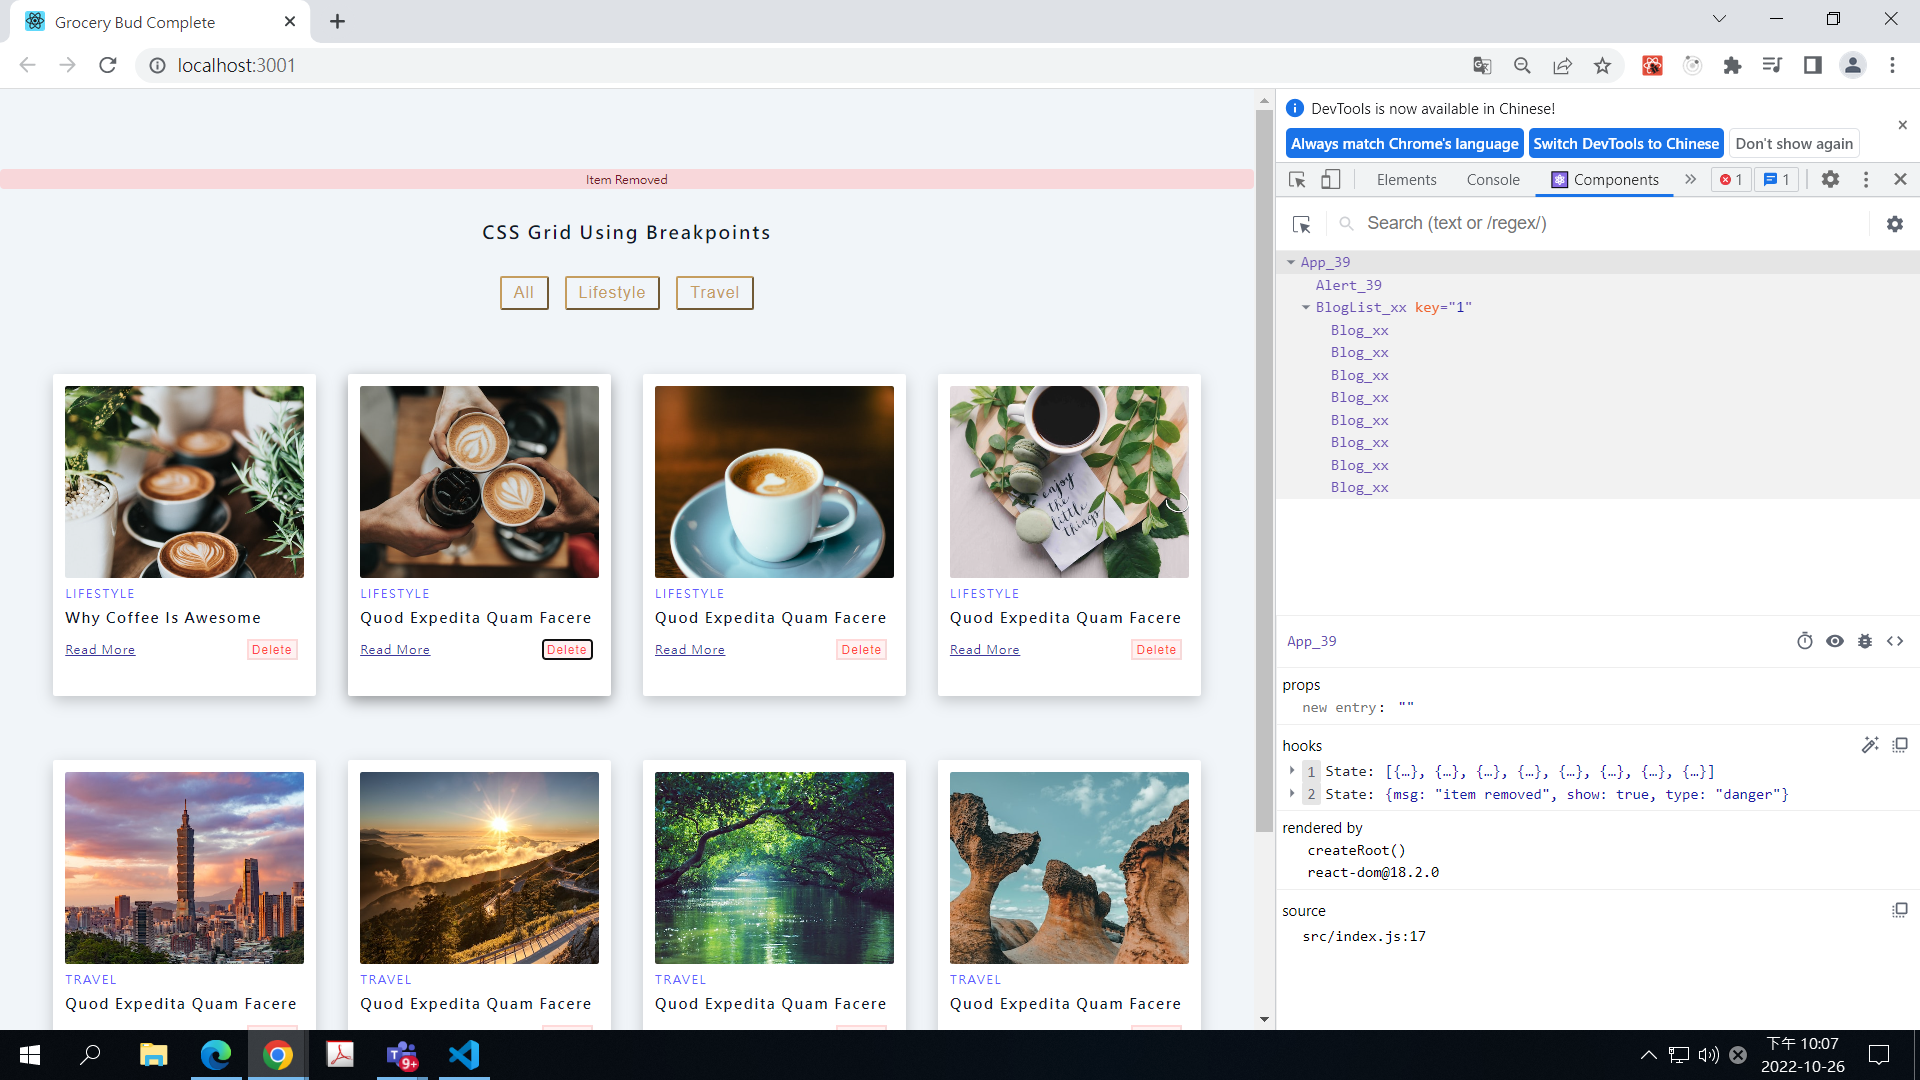 Grocery Bud Complete
localhost:3001
DevTools is now available in Chinese!
Always match Chrome's language
Switch DevTools to Chinese
Don't show again
Elements
Console
Components
1
1
Search (text or /regex/)
App_39
Alert_39
BlogList_xx key="1"
Blog_xx
Blog_xx
Blog_xx
Blog_xx
Blog_xx
Blog_xx
Blog_xx
Blog_xx
App_39
props
new entry: ""
hooks
1 State: [{…}, {…}, {…}, {…}, {…}, {…}, {…}, {…}]
2 State: {msg: "item removed", show: true, type: "danger"}
rendered by
createRoot()
react-dom@18.2.0
source
src/index.js:17
Item Removed
CSS Grid Using Breakpoints
All
Lifestyle
Travel
enjoy
the
little
things
LIFESTYLE
Why Coffee Is Awesome
Read More
Delete
LIFESTYLE
Quod Expedita Quam Facere
Read More
Delete
LIFESTYLE
Quod Expedita Quam Facere
Read More
Delete
LIFESTYLE
Quod Expedita Quam Facere
Read More
Delete
TRAVEL
Quod Expedita Quam Facere
TRAVEL
Quod Expedita Quam Facere
TRAVEL
Quod Expedita Quam Facere
TRAVEL
Quod Expedita Quam Facere
9+
下午 10:07
2022-10-26